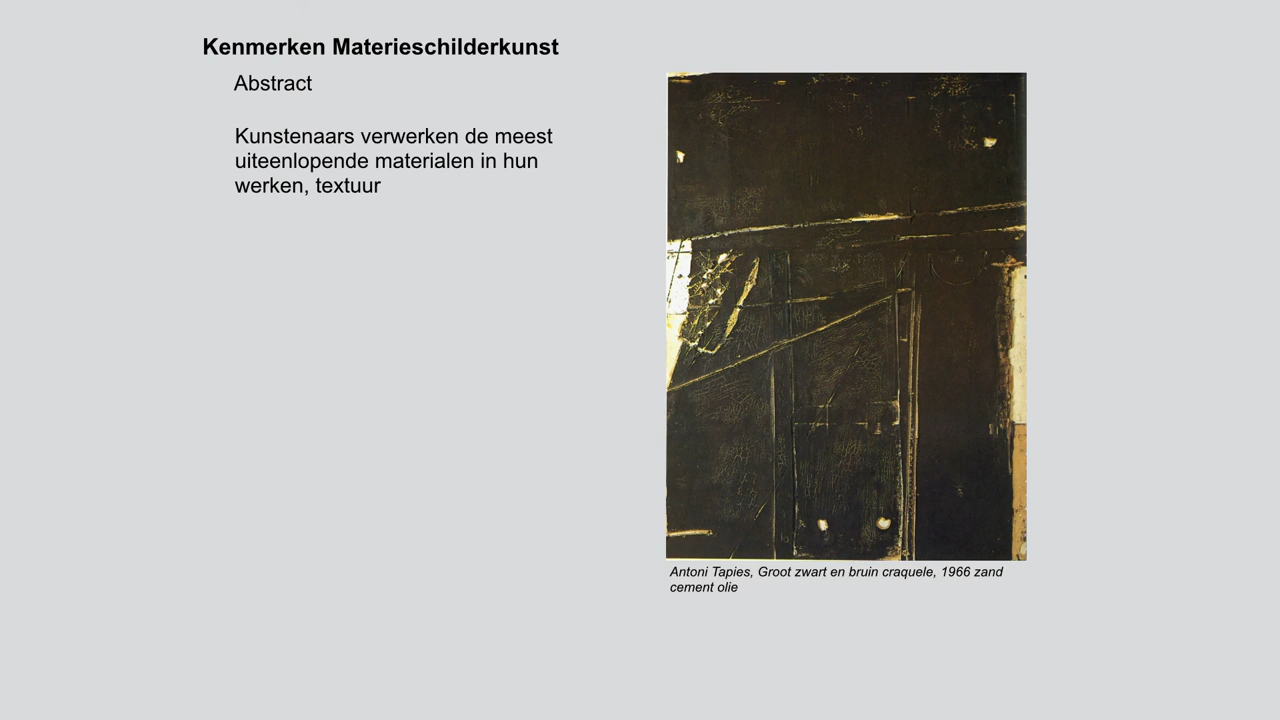 Kenmerken Materieschilderkunst
Abstract
Kunstenaars verwerken de meest
uiteenlopende materialen in hun
werken, textuur
Antoni Tapies, Groot zwart en bruin craquele, 1966 zand
cement olie